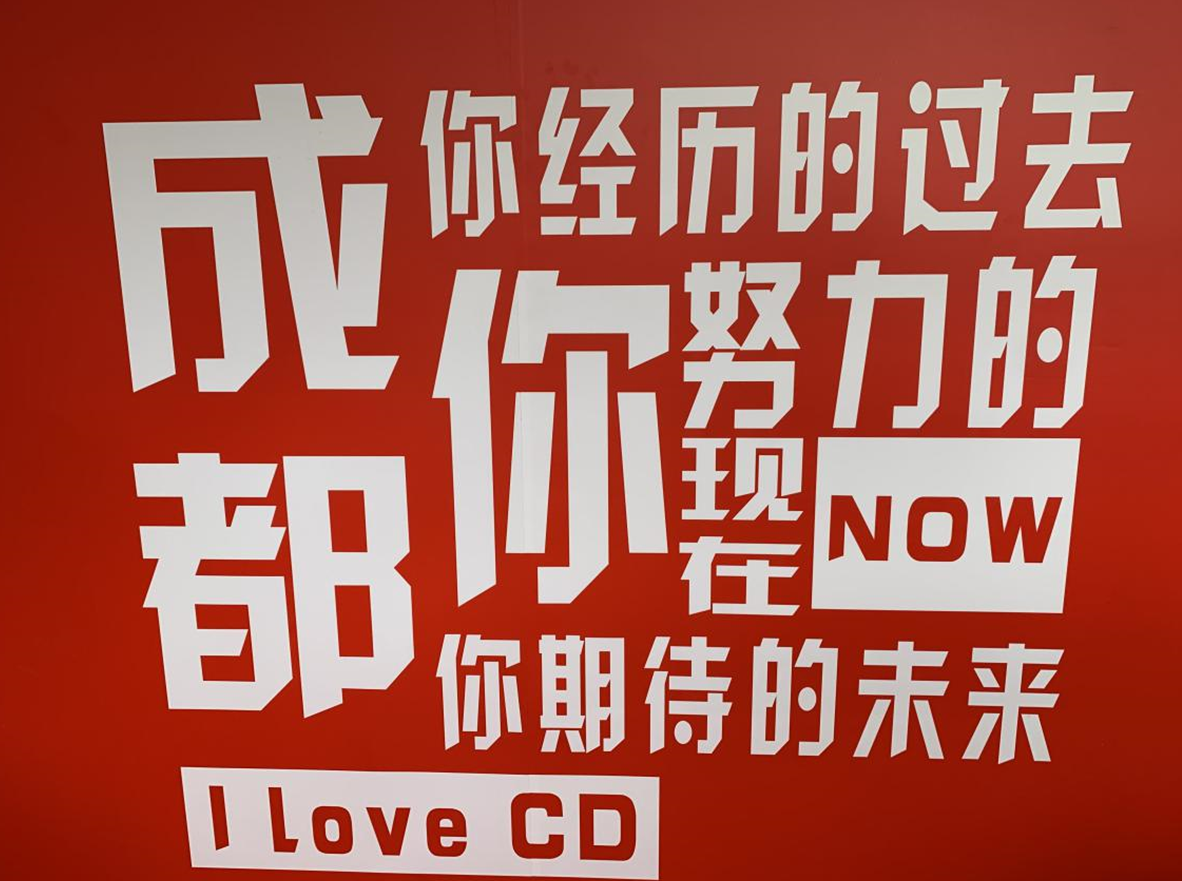 成都
你经历的过去
你努力的
现在 NOW
你期待的未来
I Love CD